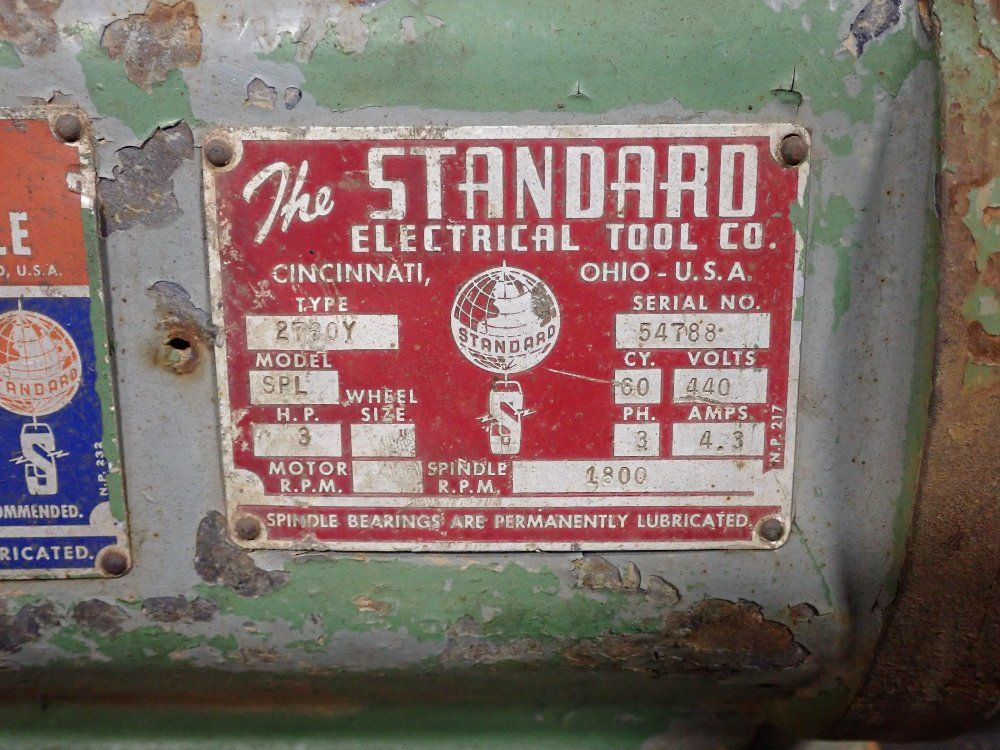 The STANDARD
ELECTRICAL TOOL CO.
CINCINNATI, OHIO - U.S.A.
TYPE SERIAL NO.
2790Y 54788
STANDARD
MODEL CY. VOLTS
SPL 60 440
WHEEL SIZE "
H.P. PH. AMPS.
3 3 4.3
MOTOR R.P.M. SPINDLE R.P.M. 1800
N.P. 217
SPINDLE BEARINGS ARE PERMANENTLY LUBRICATED.
LE
, U.S.A.
ANDARD
N.P. 232
OMMENDED.
RICATED.